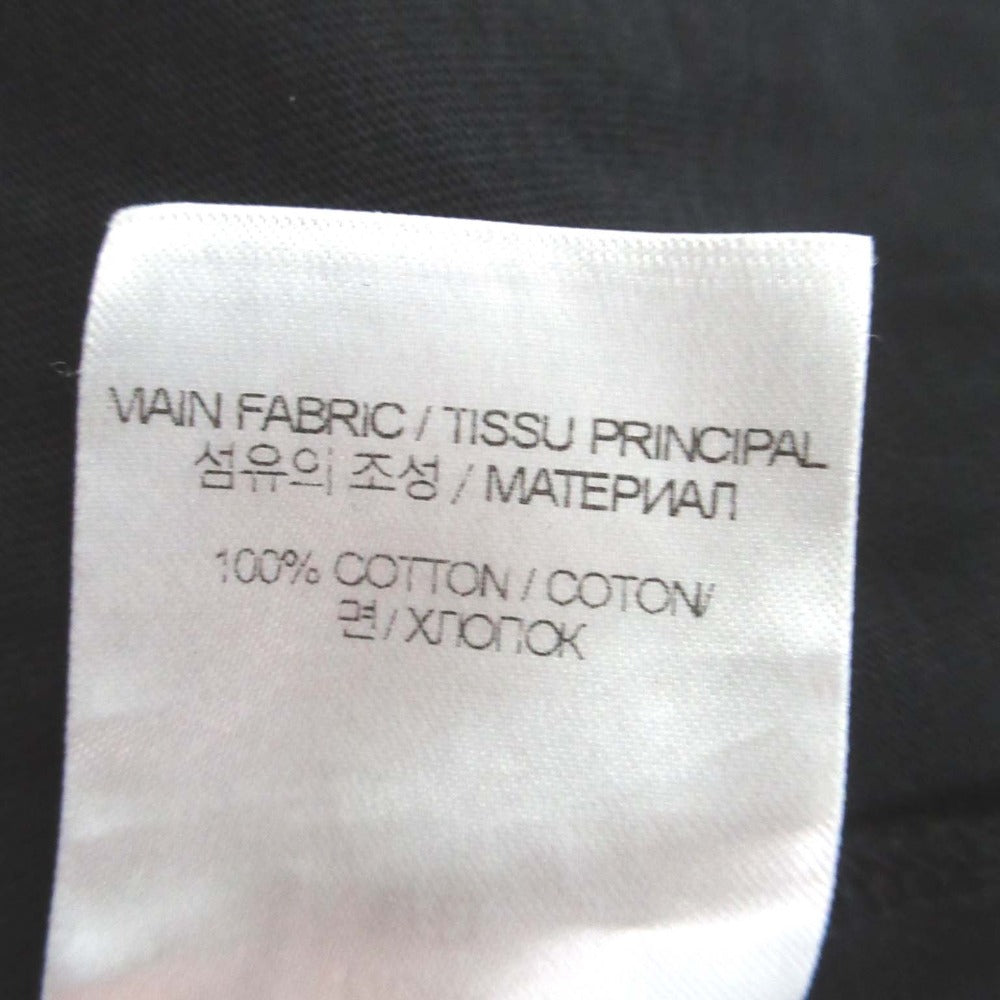 MAIN FABRIC / TISSU PRINCIPAL
섬유의 조성 / МАТЕРИАЛ
100% COTTON / COTON/
면/ХЛОПОК